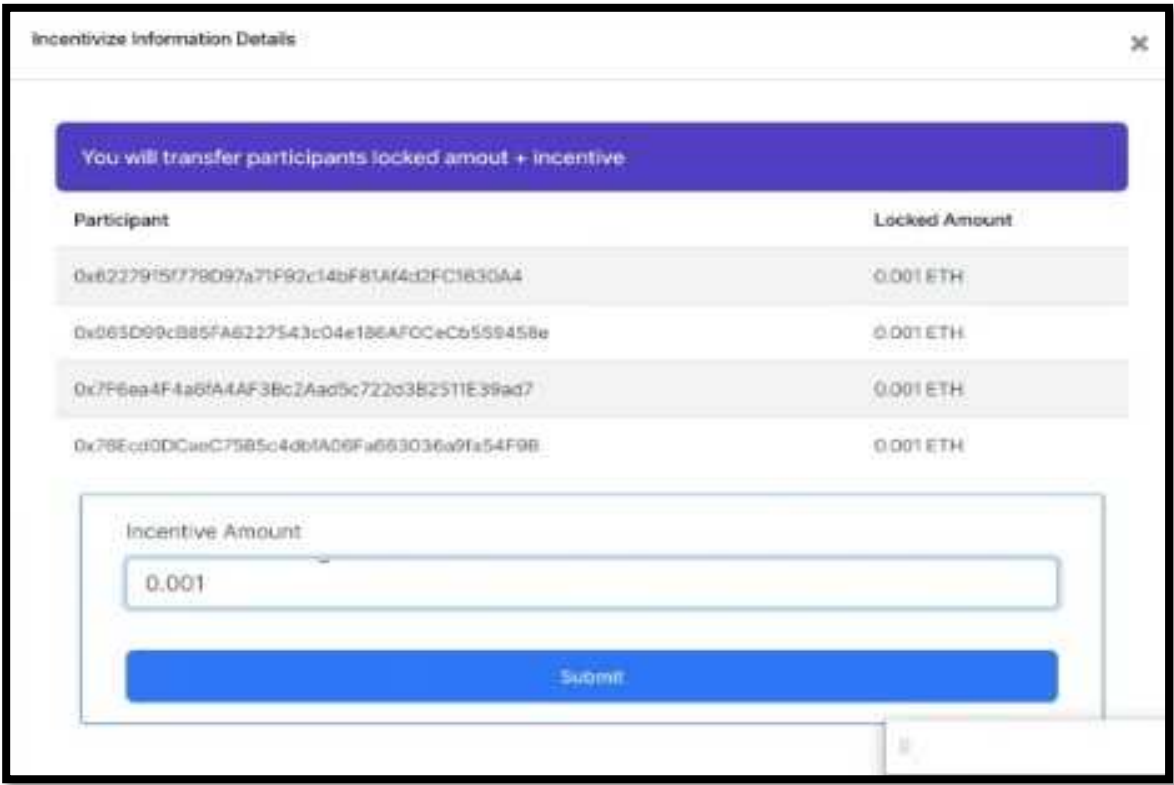 Incentivize Information Details
You will transfer participants locked amout + incentive
Participant Locked Amount
0.001 ETH
0.001 ETH
0.001 ETH
0.001 ETH
Incentive Amount
0.001
Submit